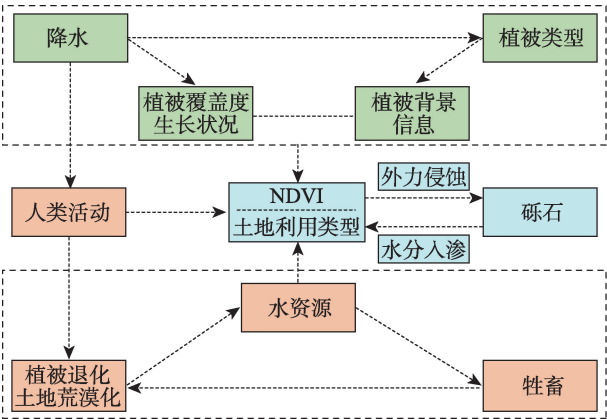 降水
植被类型
植被覆盖度
生长状况
植被背景
信息
人类活动
NDVI
土地利用类型
外力侵蚀
水分入渗
砾石
水资源
植被退化
土地荒漠化
牲畜